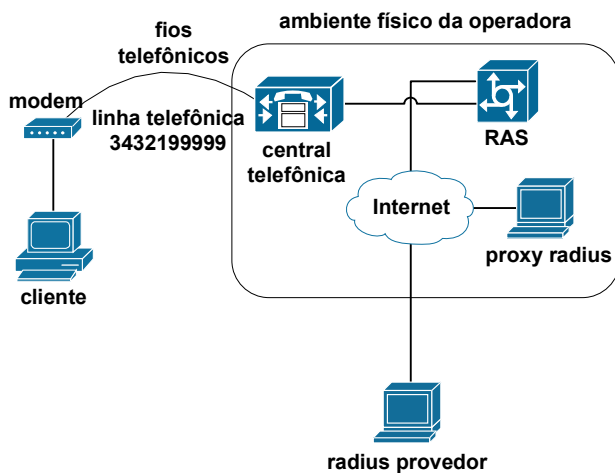 ambiente físico da operadora
fios
telefônicos
modem
linha telefônica
3432199999
central
telefônica
RAS
Internet
proxy radius
cliente
radius provedor